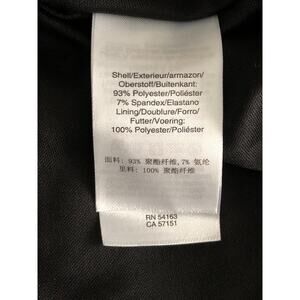 Shell/Exterieur/armazon/
Oberstoff/Buitenkant:
93% Polyester/Poliéster
7% Spandex/Elastano
Lining/Doublure/Forro/
Futter/Voering:
100% Polyester/Poliéster
面料: 93% 聚酯纤维,7% 氨纶
里料: 100% 聚酯纤维
RN 54163
CA 57151